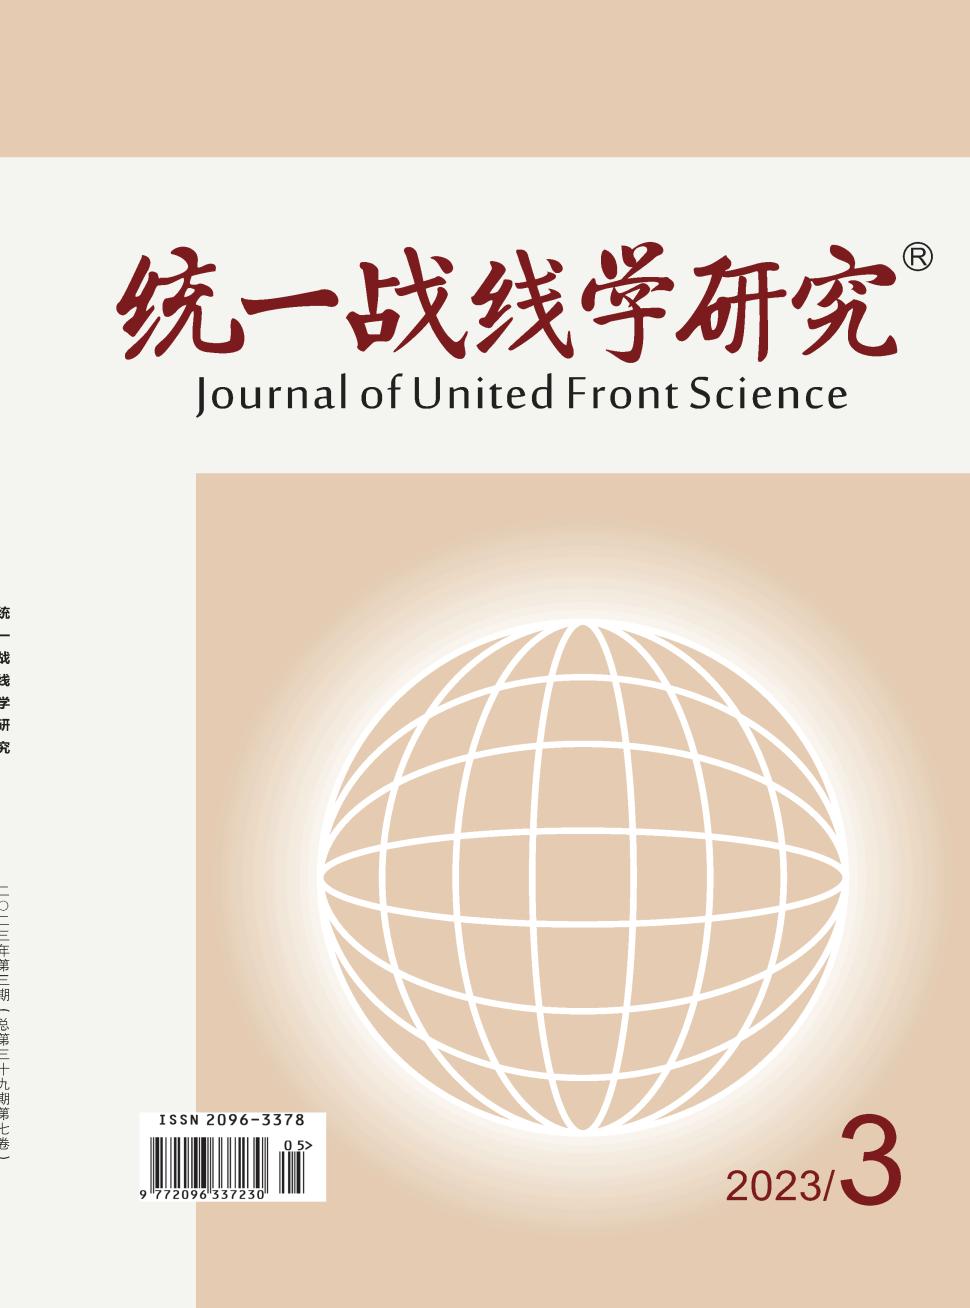 统一战线学研究®
Journal of United Front Science
统一战线学研究
二〇二三年第三期(总第三十九期第七卷)
ISSN 2096-3378
05>
9 772096 337230
2023/3